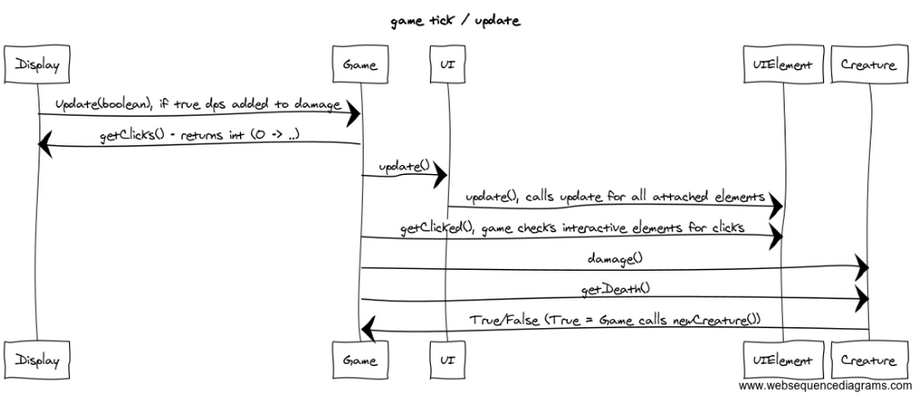 game tick / update
Display
Game
UI
UIElement
Creature
Update(boolean), if true dps added to damage
getClicks() - returns int (0 -> ..)
update()
update(), calls update for all attached elements
getClicked(), game checks interactive elements for clicks
damage()
getDeath()
True/False (True = Game calls newCreature())
Display
Game
UI
UIElement
Creature
www.websequencediagrams.com